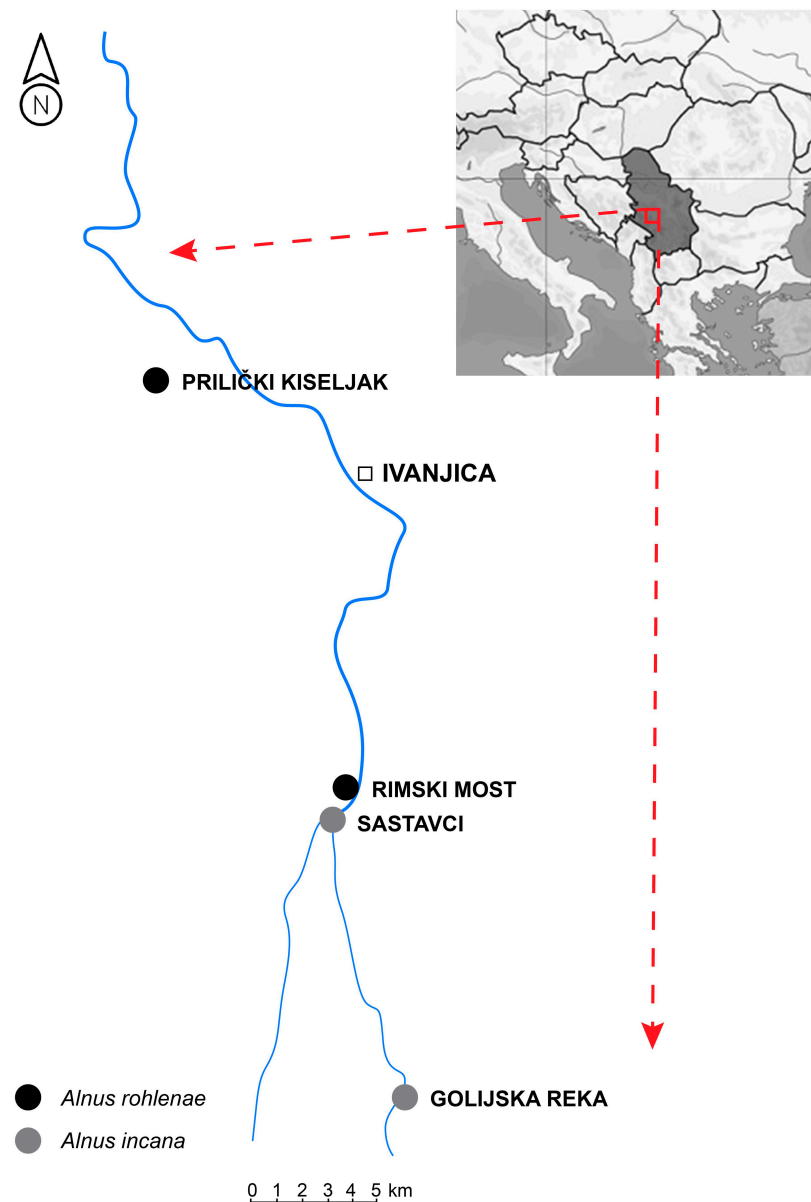 N
PRILIČKI KISELJAK
IVANJICA
RIMSKI MOST
SASTAVCI
GOLIJSKA REKA
Alnus rohlenae
Alnus incana
0 1 2 3 4 5 km